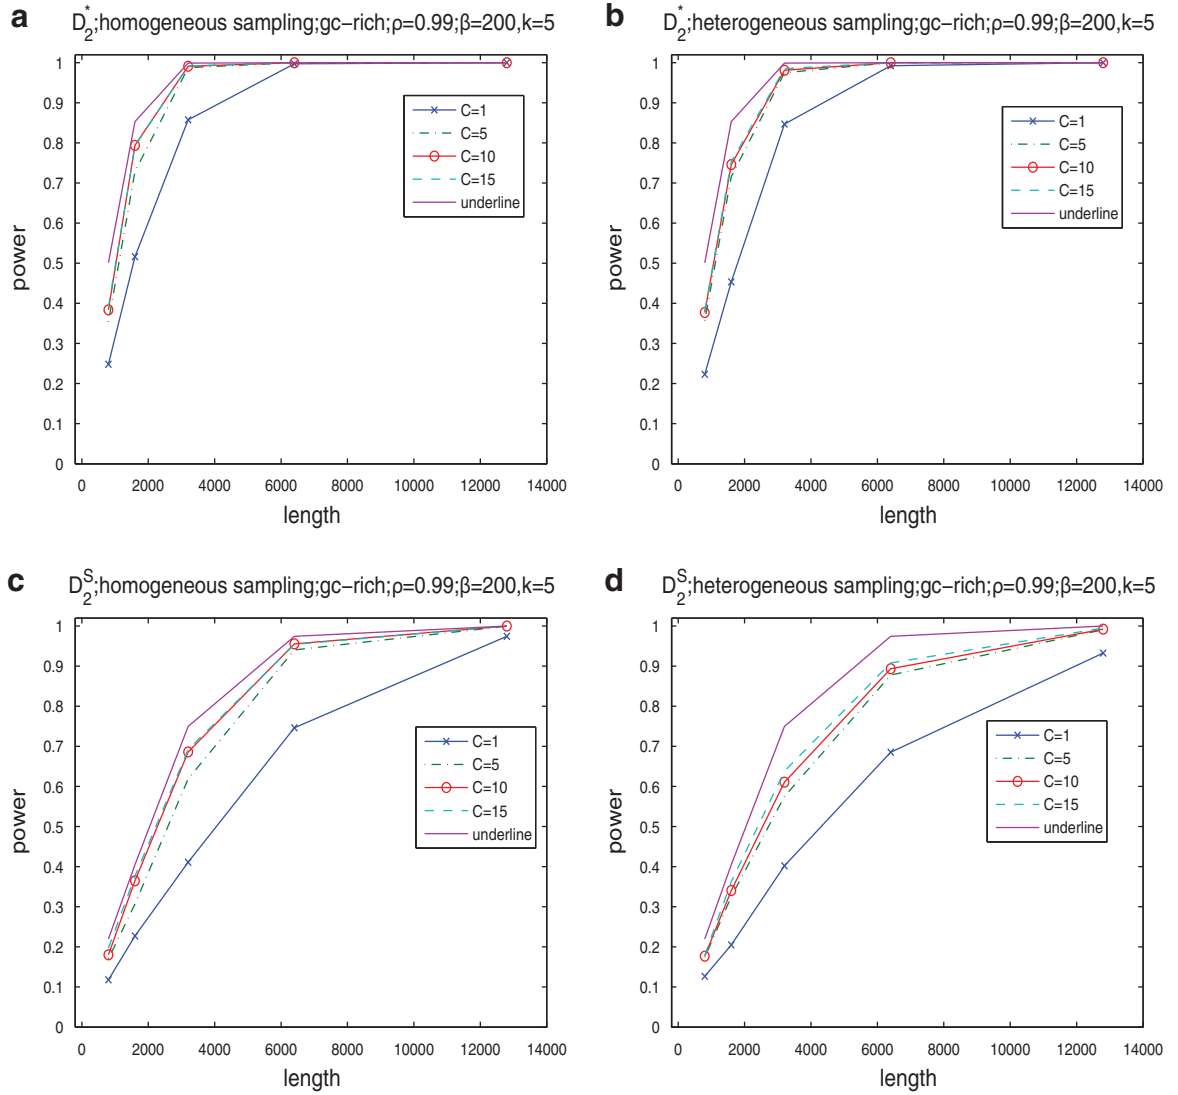 a
D₂*;homogeneous sampling;gc−rich;ρ=0.99;β=200,k=5
1
0.9
0.8
0.7
0.6
0.5
0.4
0.3
0.2
0.1
0
power
C=1
C=5
C=10
C=15
underline
0 2000 4000 6000 8000 10000 12000 14000
length
b
D₂*;heterogeneous sampling;gc−rich;ρ=0.99;β=200,k=5
1
0.9
0.8
0.7
0.6
0.5
0.4
0.3
0.2
0.1
0
power
C=1
C=5
C=10
C=15
underline
0 2000 4000 6000 8000 10000 12000 14000
length
c
D₂ˢ;homogeneous sampling;gc−rich;ρ=0.99;β=200,k=5
1
0.9
0.8
0.7
0.6
0.5
0.4
0.3
0.2
0.1
0
power
C=1
C=5
C=10
C=15
underline
0 2000 4000 6000 8000 10000 12000 14000
length
d
D₂ˢ;heterogeneous sampling;gc−rich;ρ=0.99;β=200,k=5
1
0.9
0.8
0.7
0.6
0.5
0.4
0.3
0.2
0.1
0
power
C=1
C=5
C=10
C=15
underline
0 2000 4000 6000 8000 10000 12000 14000
length